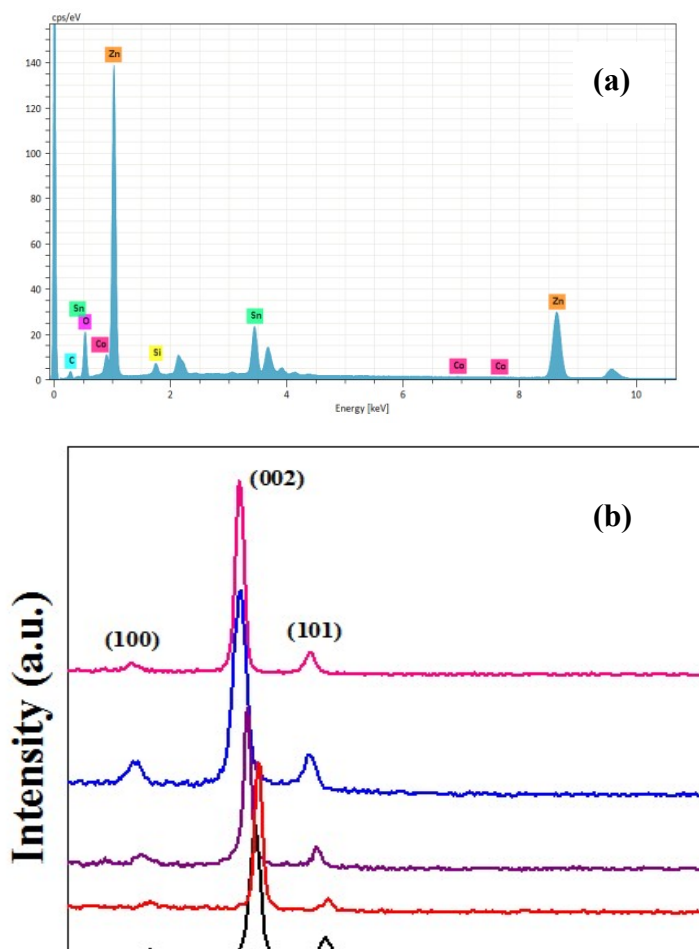 cps/eV
Zn
(a)
140
120
100
80
60
40
20
0
Sn
O
Co
C
Si
Sn
Co
Co
Zn
0
2
4
6
8
10
Energy [keV]
(002)
(b)
(100)
(101)
Intensity (a.u.)